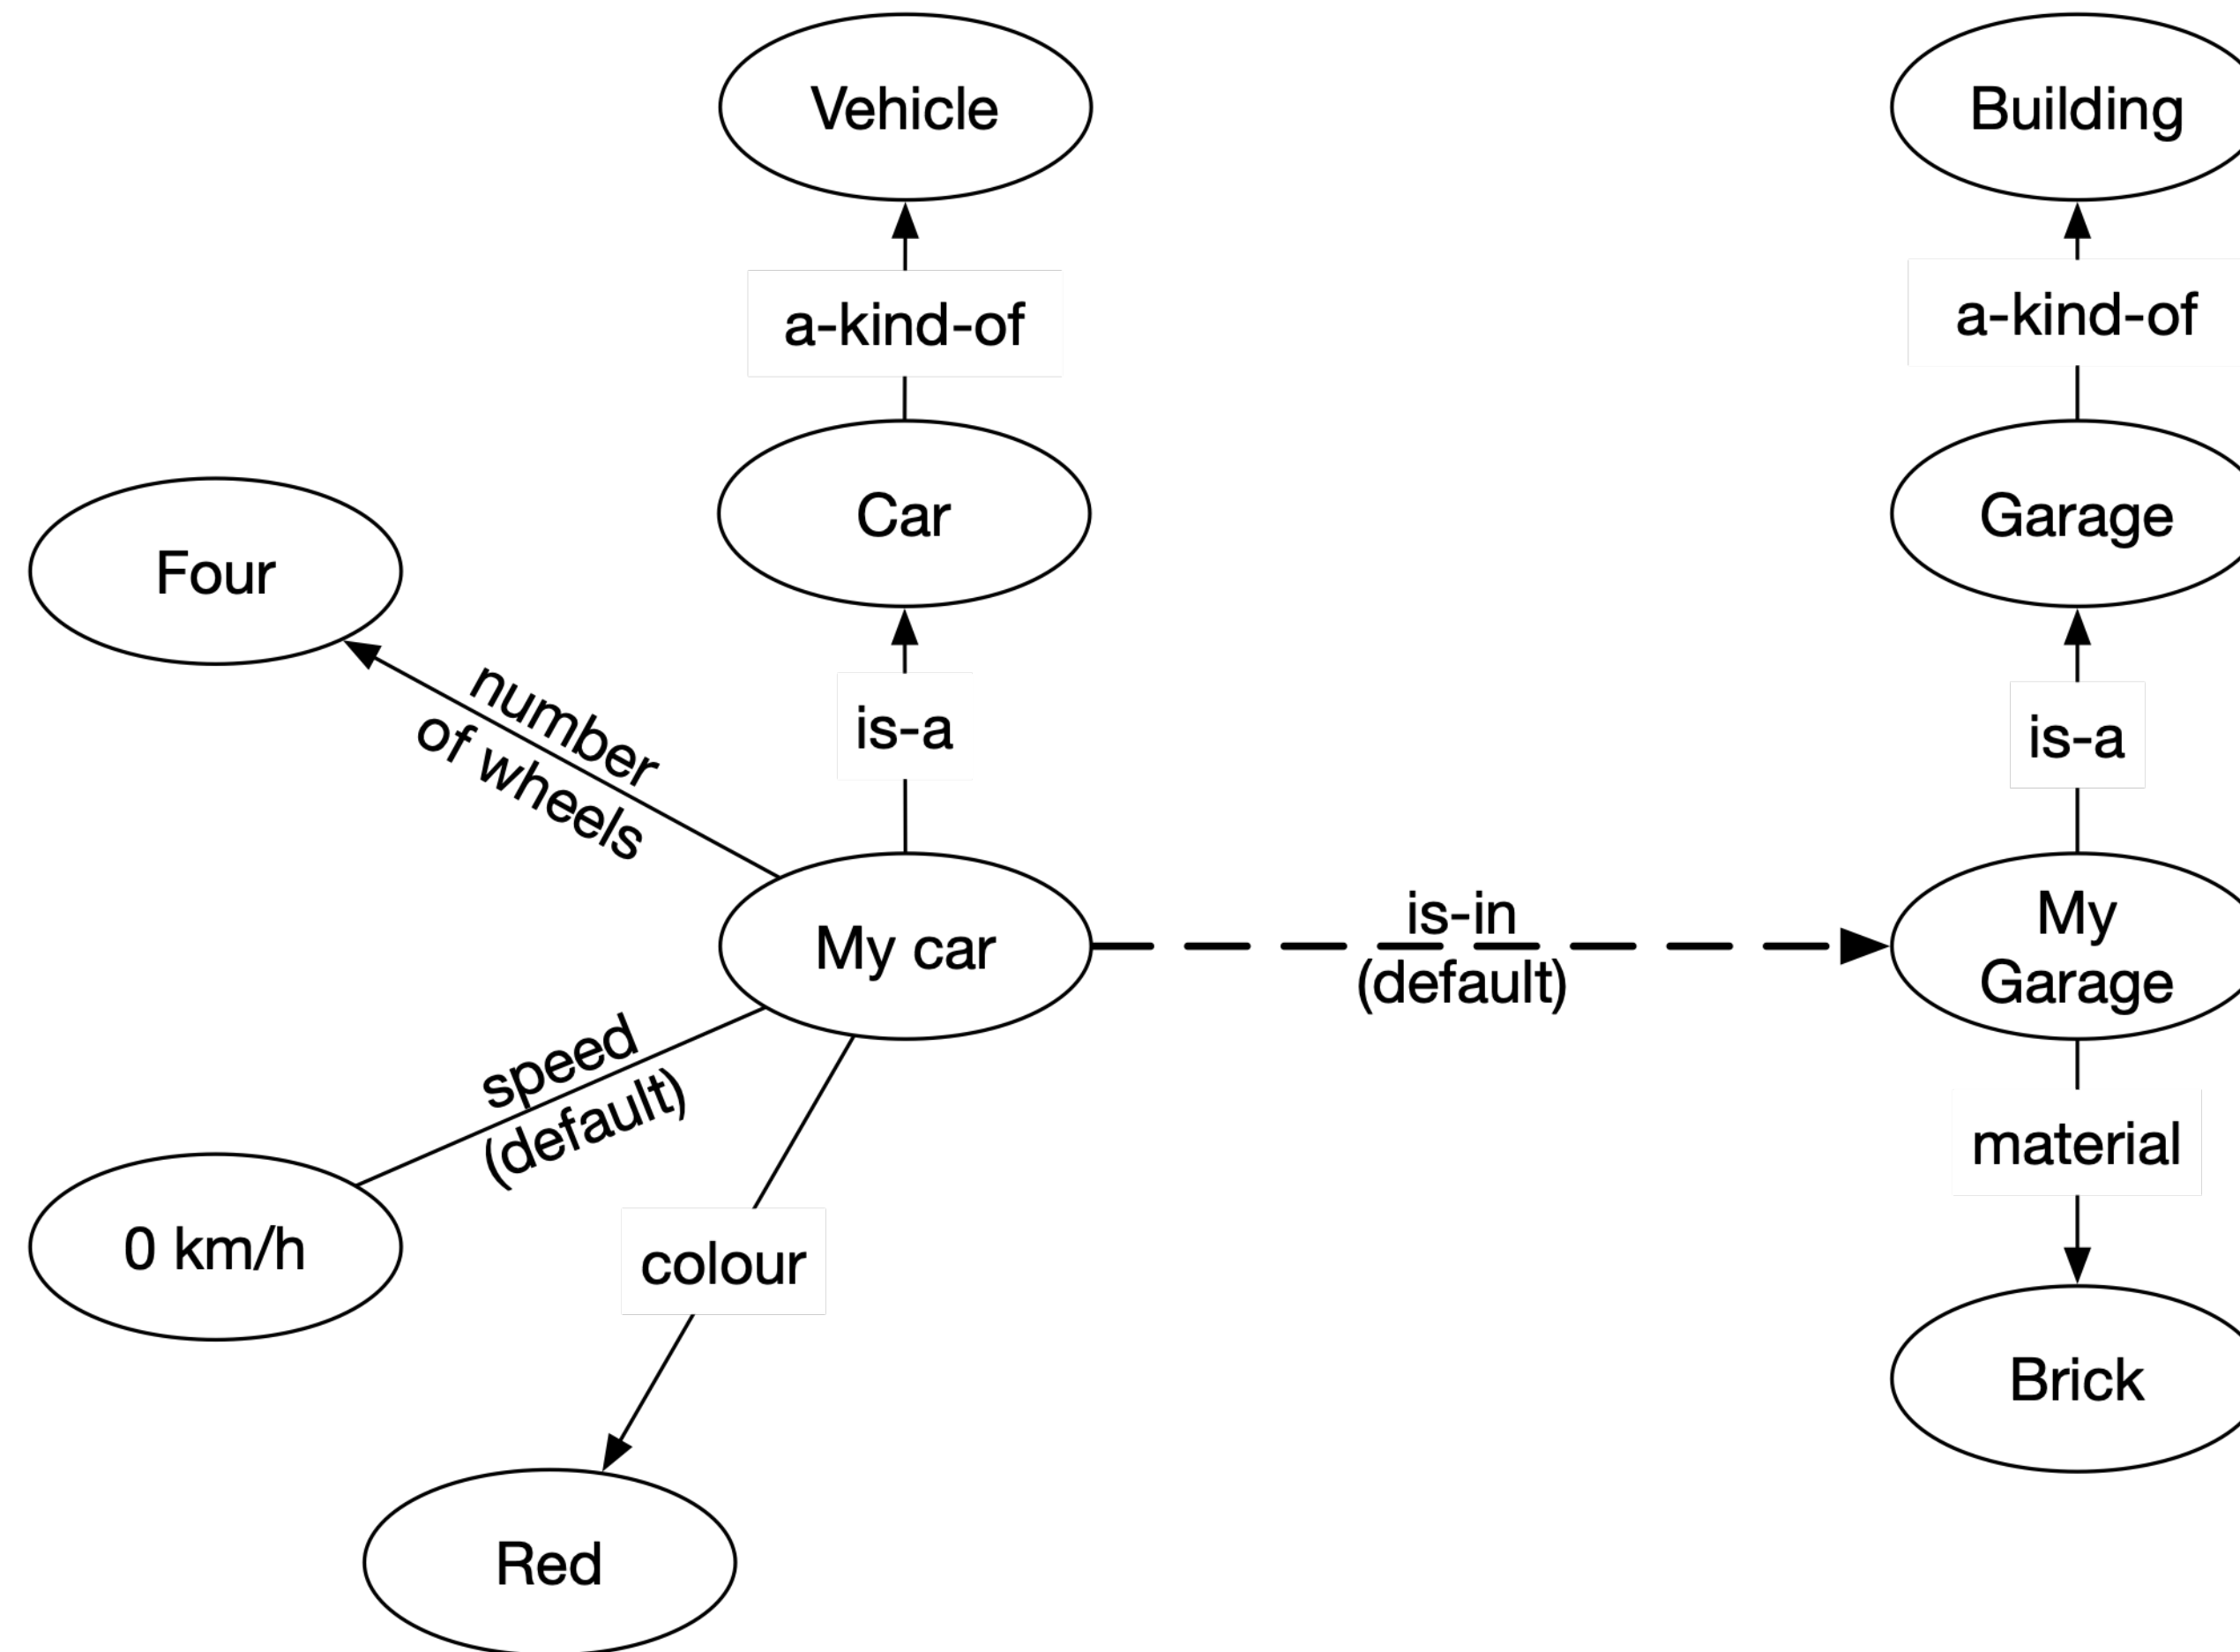 Vehicle
Building
a-kind-of
a-kind-of
Car
Garage
Four
number
of wheels
is-a
is-a
My car
is-in
(default)
My
Garage
speed
(default)
material
0 km/h
colour
Brick
Red